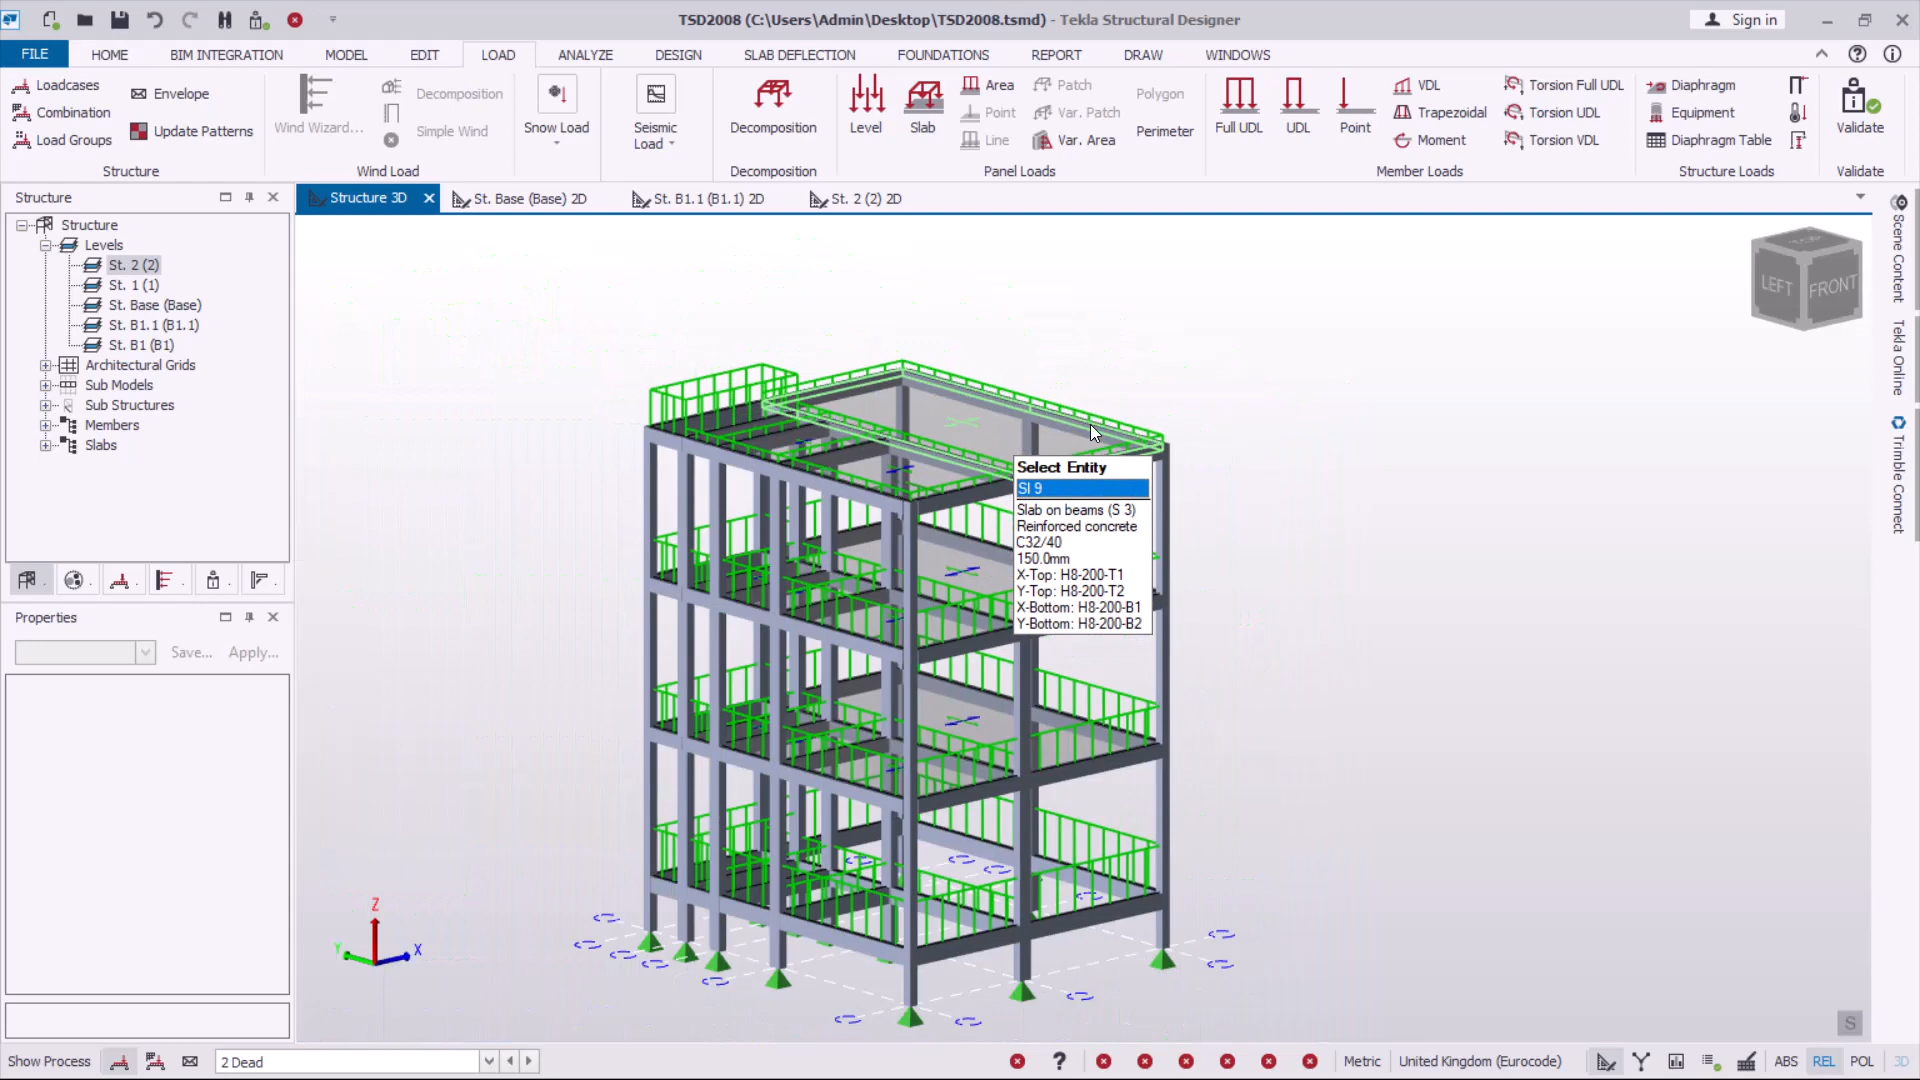 TSD2008 (C:\Users\Admin\Desktop\TSD2008.tsmd) - Tekla Structural Designer
Sign in
FILE HOME BIM INTEGRATION MODEL EDIT LOAD ANALYZE DESIGN SLAB DEFLECTION FOUNDATIONS REPORT DRAW WINDOWS
Loadcases
Combination
Load Groups
Envelope
Update Patterns
Structure
Wind Wizard...
Decomposition
Simple Wind
Wind Load
Snow Load
Seismic
Load
Decomposition
Decomposition
Level
Slab
Area
Point
Line
Patch
Var. Patch
Var. Area
Polygon
Perimeter
Panel Loads
Full UDL
UDL
Point
VDL
Trapezoidal
Moment
Torsion Full UDL
Torsion UDL
Torsion VDL
Member Loads
Diaphragm
Equipment
Diaphragm Table
Structure Loads
Validate
Validate
Structure
Structure 3D
St. Base (Base) 2D
St. B1.1 (B1.1) 2D
St. 2 (2) 2D
Structure
Levels
St. 2 (2)
St. 1 (1)
St. Base (Base)
St. B1.1 (B1.1)
St. B1 (B1)
Architectural Grids
Sub Models
Sub Structures
Members
Slabs
Properties
Save...
Apply...
TOP
LEFT
FRONT
Scene Content
Tekla Online
Trimble Connect
Select Entity
SI 9
Slab on beams (S 3)
Reinforced concrete
C32/40
150.0mm
X-Top: H8-200-T1
Y-Top: H8-200-T2
X-Bottom: H8-200-B1
Y-Bottom: H8-200-B2
Z
Y
X
S
Show Process
2 Dead
Metric
United Kingdom (Eurocode)
ABS
REL
POL
3D